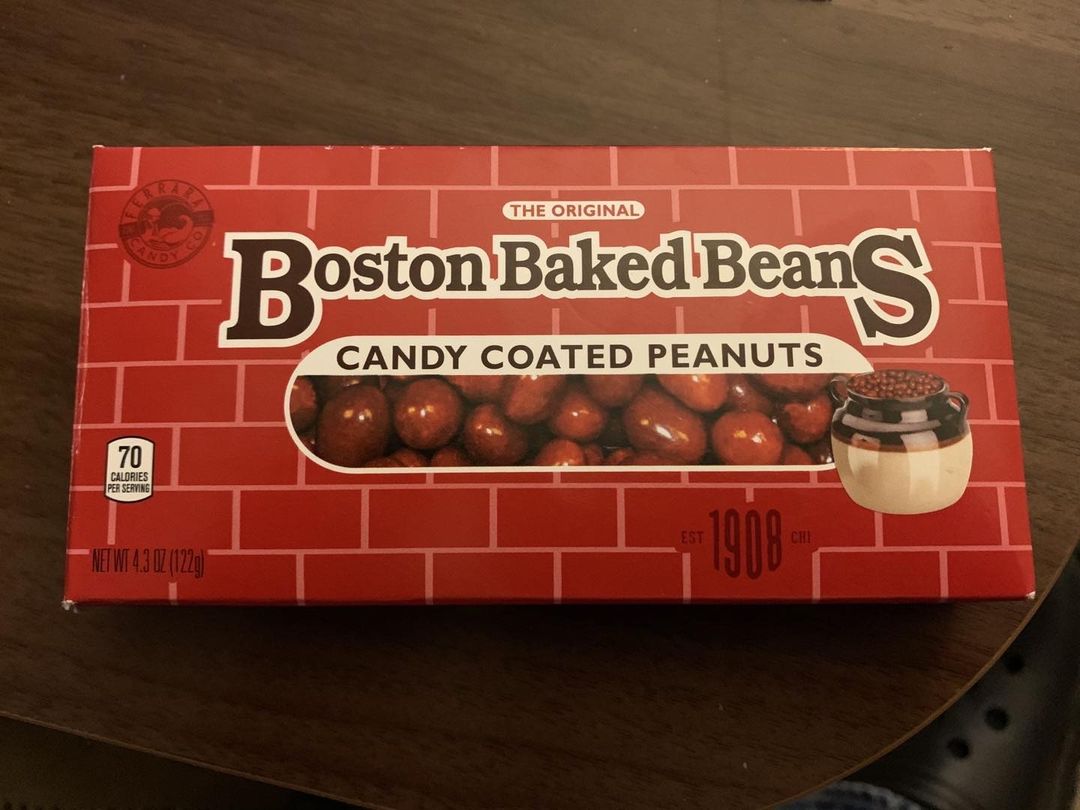 FERRARA
CANDY CO
THE ORIGINAL
Boston Baked BeanS
CANDY COATED PEANUTS
70
CALORIES
PER SERVING
EST 1908 CHI
NET WT 4.3 OZ (122g)